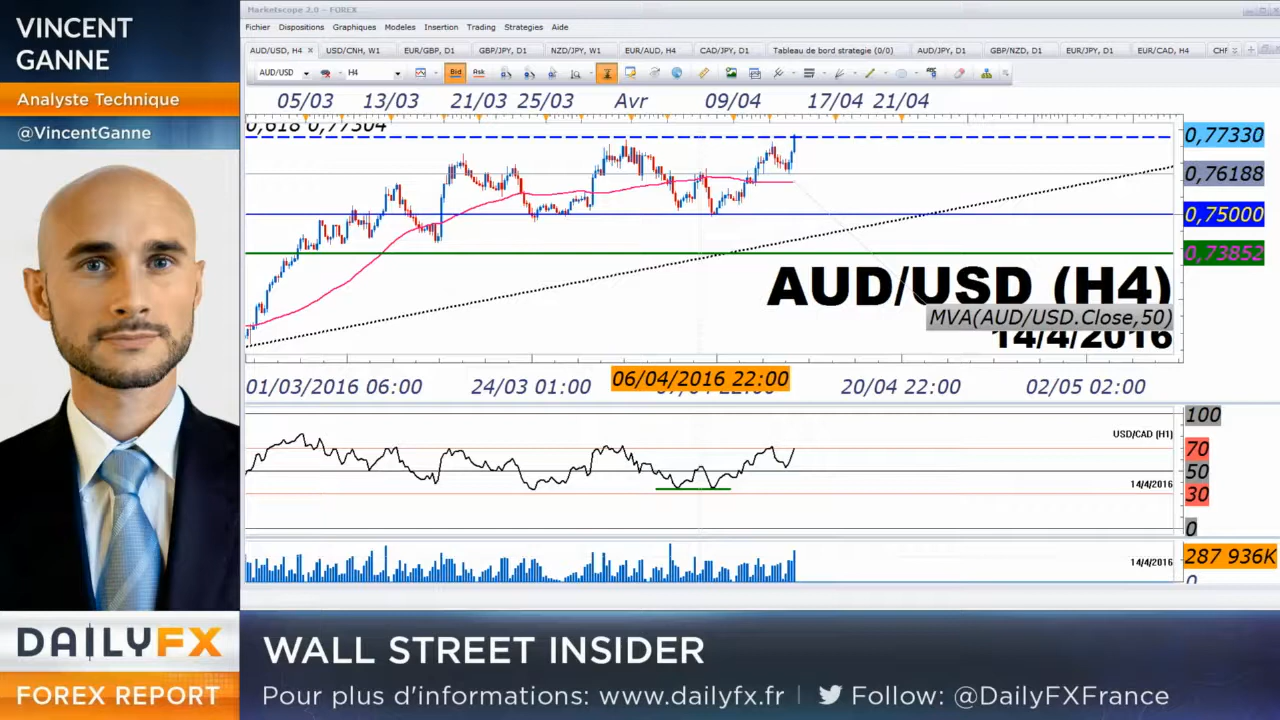 VINCENT
GANNE
Analyste Technique
@VincentGanne
Marketscope 2.0 - FOREX
Fichier Dispositions Graphiques Modeles Insertion Trading Strategies Aide
AUD/USD, H4 × USD/CNH, W1 EUR/GBP, D1 GBP/JPY, D1 NZD/JPY, W1 EUR/AUD, H4 CAD/JPY, D1 Tableau de bord strategie (0/0) AUD/JPY, D1 GBP/NZD, D1 EUR/JPY, D1 EUR/CAD, H4 CHF
AUD/USD H4 Bid Ask
05/03 13/03 21/03 25/03 Avr 09/04 17/04 21/04
0,618 0,77304
0,77330
0,76188
0,75000
0,73852
AUD/USD (H4)
MVA(AUD/USD.Close,50)
14/4/2016
01/03/2016 06:00 24/03 01:00 06/04/2016 22:00 20/04 22:00 02/05 02:00
100
USD/CAD (H1)
70
50
14/4/2016
30
0
14/4/2016
287 936K
0
DAILYFX
FOREX REPORT
WALL STREET INSIDER
Pour plus d'informations: www.dailyfx.fr | Follow: @DailyFXFrance